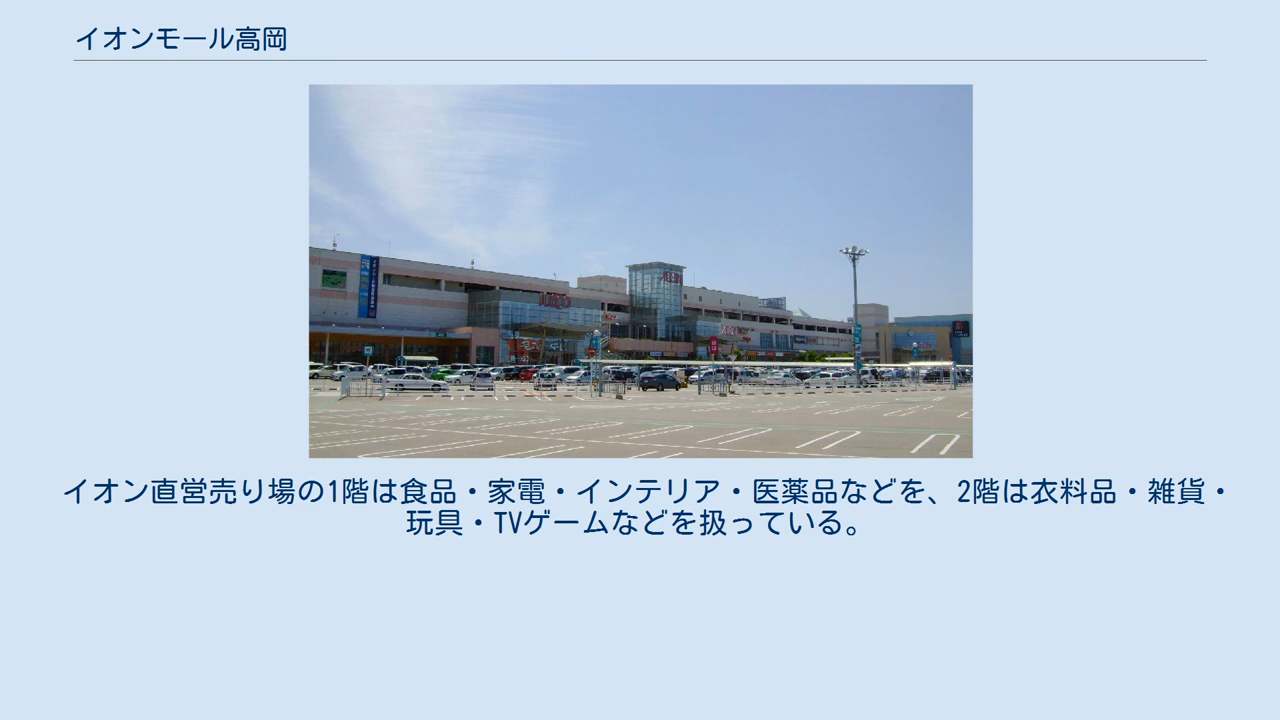 イオンモール高岡
AEON
イオン直営売り場の1階は食品・家電・インテリア・医薬品などを、2階は衣料品・雑貨・
玩具・TVゲームなどを扱っている。